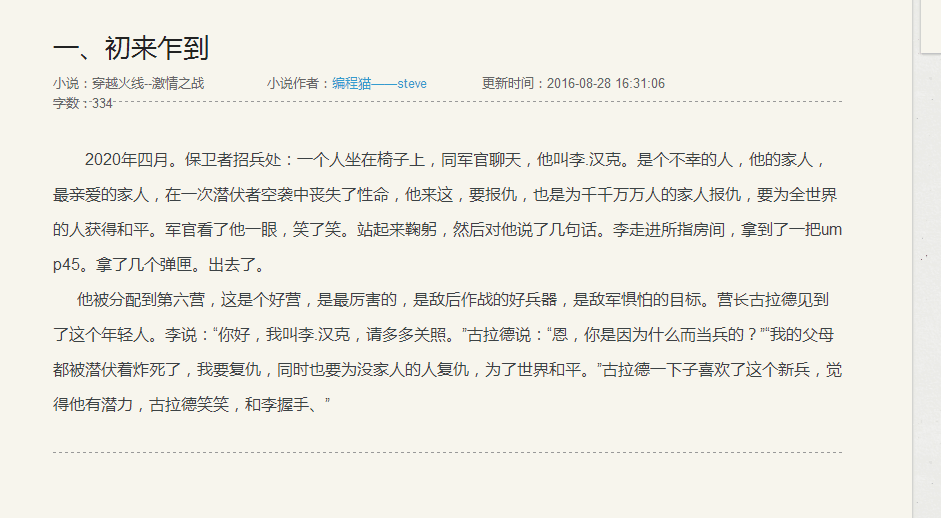 一、初来乍到
小说：穿越火线--激情之战 小说作者：编程猫——steve 更新时间：2016-08-28 16:31:06
字数：334
2020年四月。保卫者招兵处：一个人坐在椅子上，同军官聊天，他叫李.汉克。是个不幸的人，他的家人，
最亲爱的家人，在一次潜伏者空袭中丧失了性命，他来这，要报仇，也是为千千万万人的家人报仇，要为全世界
的人获得和平。军官看了他一眼，笑了笑。站起来鞠躬，然后对他说了几句话。李走进所指房间，拿到了一把um
p45。拿了几个弹匣。出去了。
他被分配到第六营，这是个好营，是最厉害的，是敌后作战的好兵器，是敌军惧怕的目标。营长古拉德见到
了这个年轻人。李说：“你好，我叫李.汉克，请多多关照。”古拉德说：“恩，你是因为什么而当兵的？”“我的父母
都被潜伏着炸死了，我要复仇，同时也要为没家人的人复仇，为了世界和平。”古拉德一下子喜欢了这个新兵，觉
得他有潜力，古拉德笑笑，和李握手、”